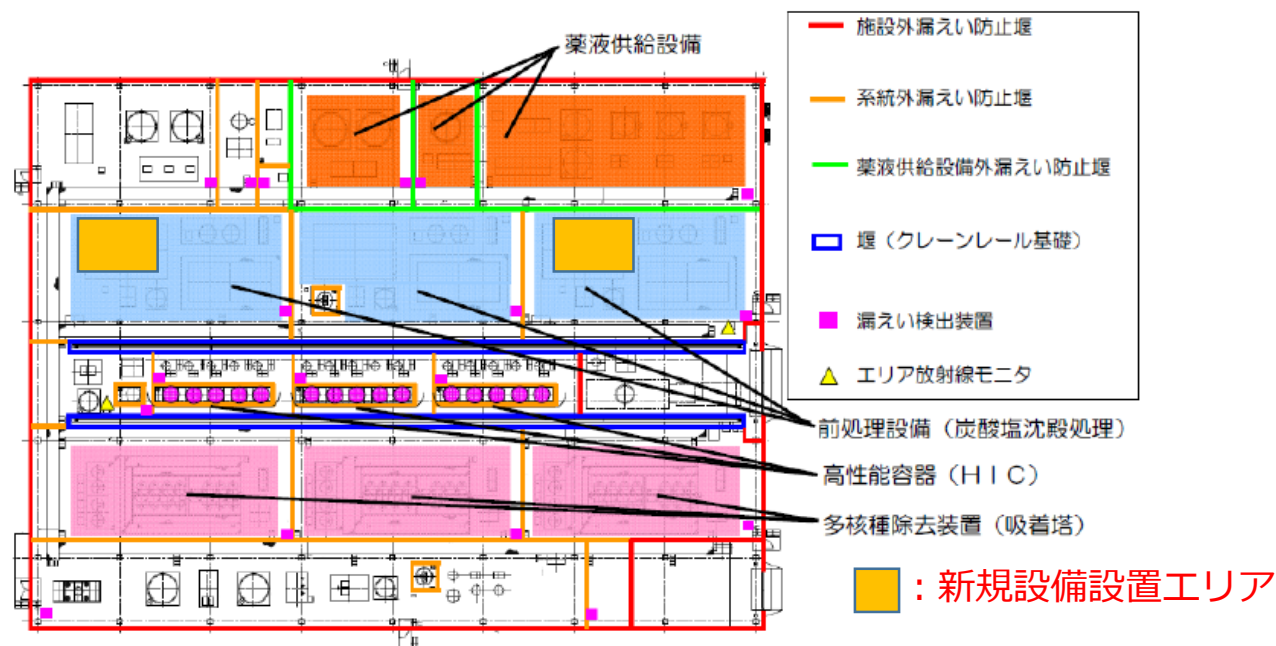 薬液供給設備
施設外漏えい防止堰
系統外漏えい防止堰
薬液供給設備外漏えい防止堰
堰（クレーンレール基礎）
漏えい検出装置
エリア放射線モニタ
前処理設備（炭酸塩沈殿処理）
高性能容器（ＨＩＣ）
多核種除去装置（吸着塔）
：新規設備設置エリア